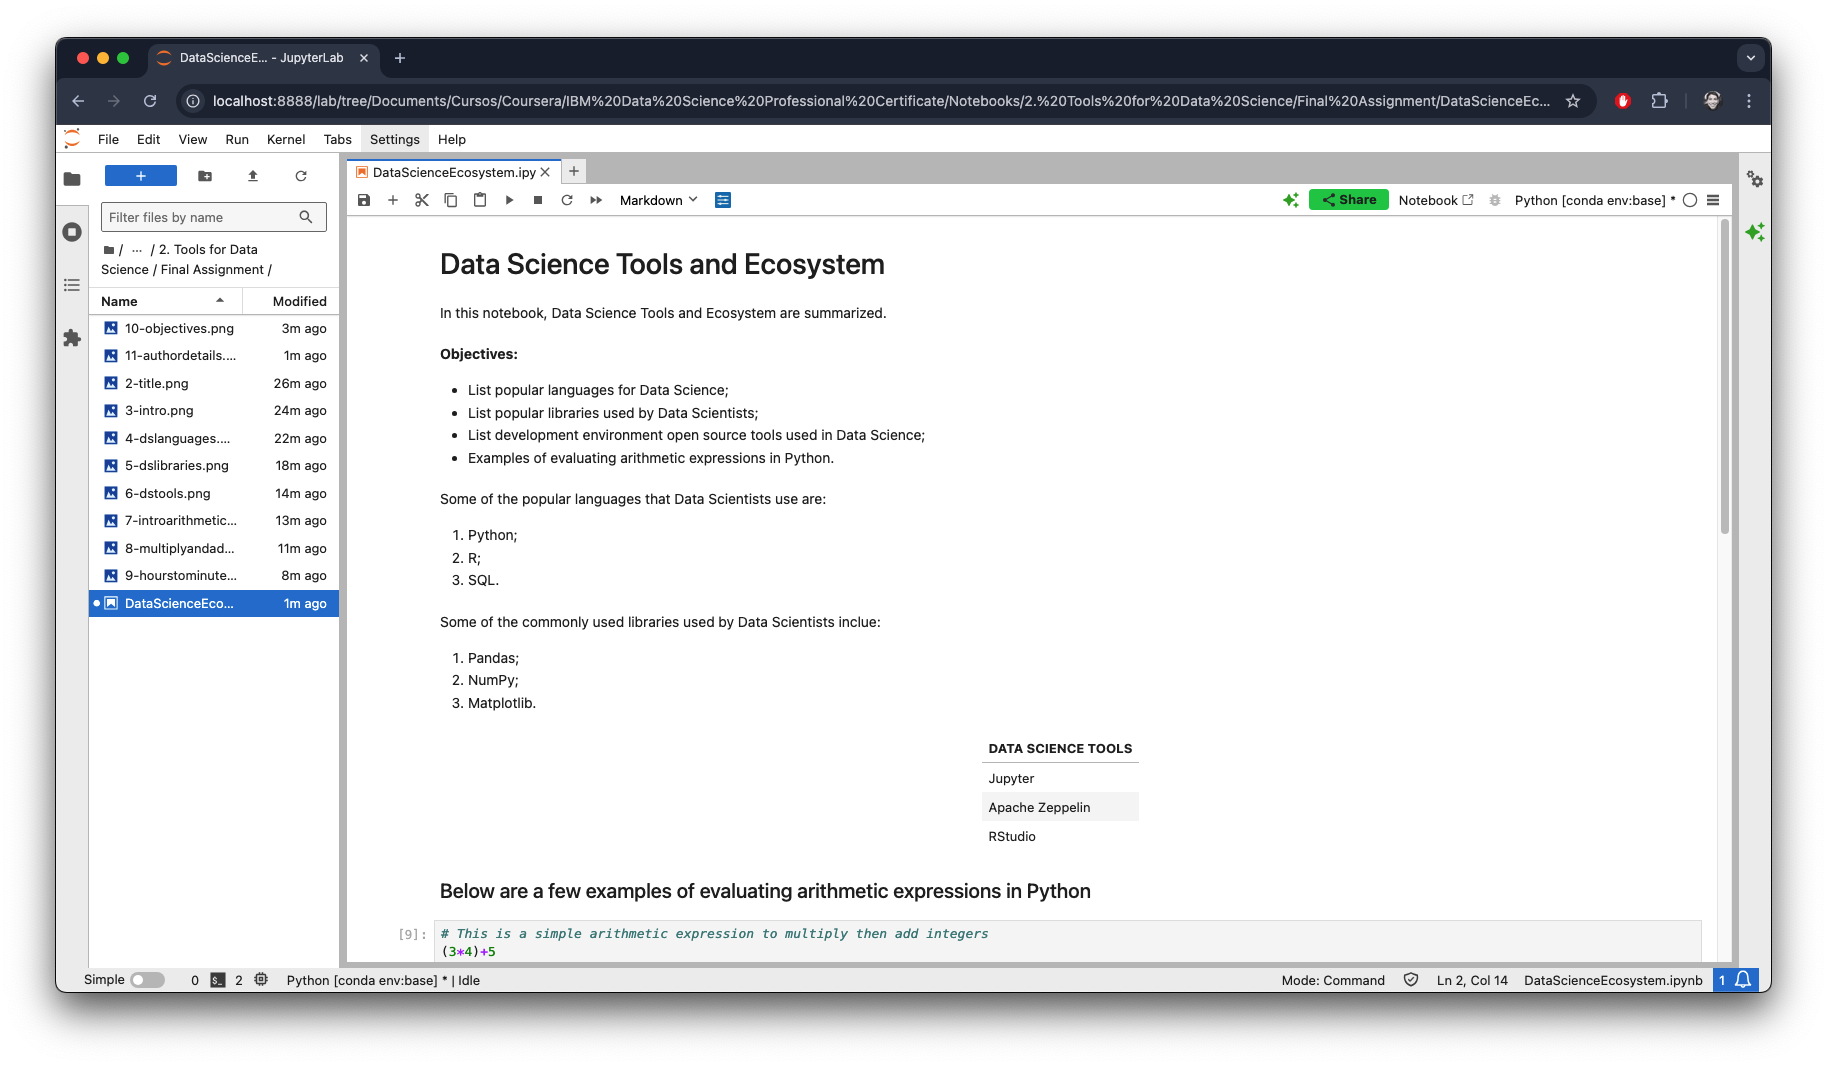 DataScienceE... - JupyterLab
localhost:8888/lab/tree/Documents/Cursos/Coursera/IBM%20Data%20Science%20Professional%20Certificate/Notebooks/2.%20Tools%20for%20Data%20Science/Final%20Assignment/DataScienceEc...
File Edit View Run Kernel Tabs Settings Help
Filter files by name
/ ... / 2. Tools for Data
Science / Final Assignment /
Name Modified
10-objectives.png 3m ago
11-authordetails.... 1m ago
2-title.png 26m ago
3-intro.png 24m ago
4-dslanguages.... 22m ago
5-dslibraries.png 18m ago
6-dstools.png 14m ago
7-introarithmetic... 13m ago
8-multiplyandad... 11m ago
9-hourstominute... 8m ago
DataScienceEco... 1m ago
DataScienceEcosystem.ipy
Markdown
Share
Notebook
Python [conda env:base] *
Data Science Tools and Ecosystem
In this notebook, Data Science Tools and Ecosystem are summarized.
Objectives:
• List popular languages for Data Science;
• List popular libraries used by Data Scientists;
• List development environment open source tools used in Data Science;
• Examples of evaluating arithmetic expressions in Python.
Some of the popular languages that Data Scientists use are:
1. Python;
2. R;
3. SQL.
Some of the commonly used libraries used by Data Scientists inclue:
1. Pandas;
2. NumPy;
3. Matplotlib.
DATA SCIENCE TOOLS
Jupyter
Apache Zeppelin
RStudio
Below are a few examples of evaluating arithmetic expressions in Python
[9]: # This is a simple arithmetic expression to multiply then add integers
(3*4)+5
Simple 0 $_ 2 Python [conda env:base] * | Idle
Mode: Command Ln 2, Col 14 DataScienceEcosystem.ipynb 1